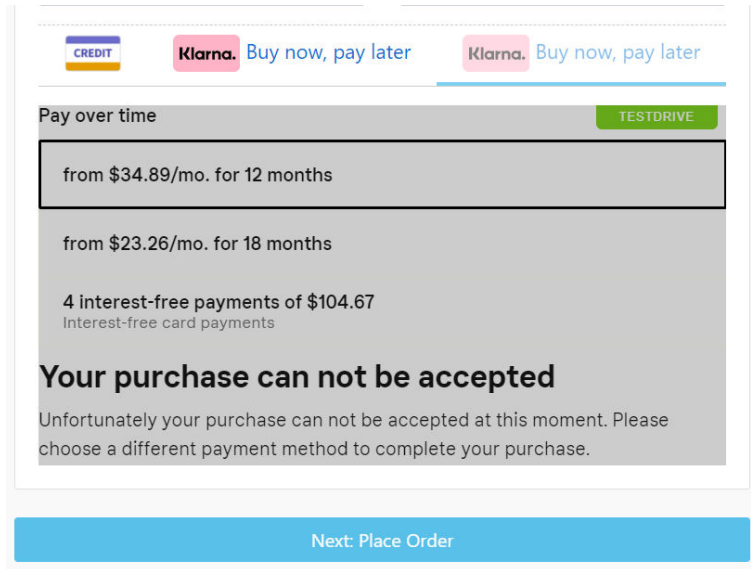 CREDIT Klarna. Buy now, pay later Klarna. Buy now, pay later
Pay over time TESTDRIVE
from $34.89/mo. for 12 months
from $23.26/mo. for 18 months
4 interest-free payments of $104.67
Interest-free card payments
Your purchase can not be accepted
Unfortunately your purchase can not be accepted at this moment. Please
choose a different payment method to complete your purchase.
Next: Place Order